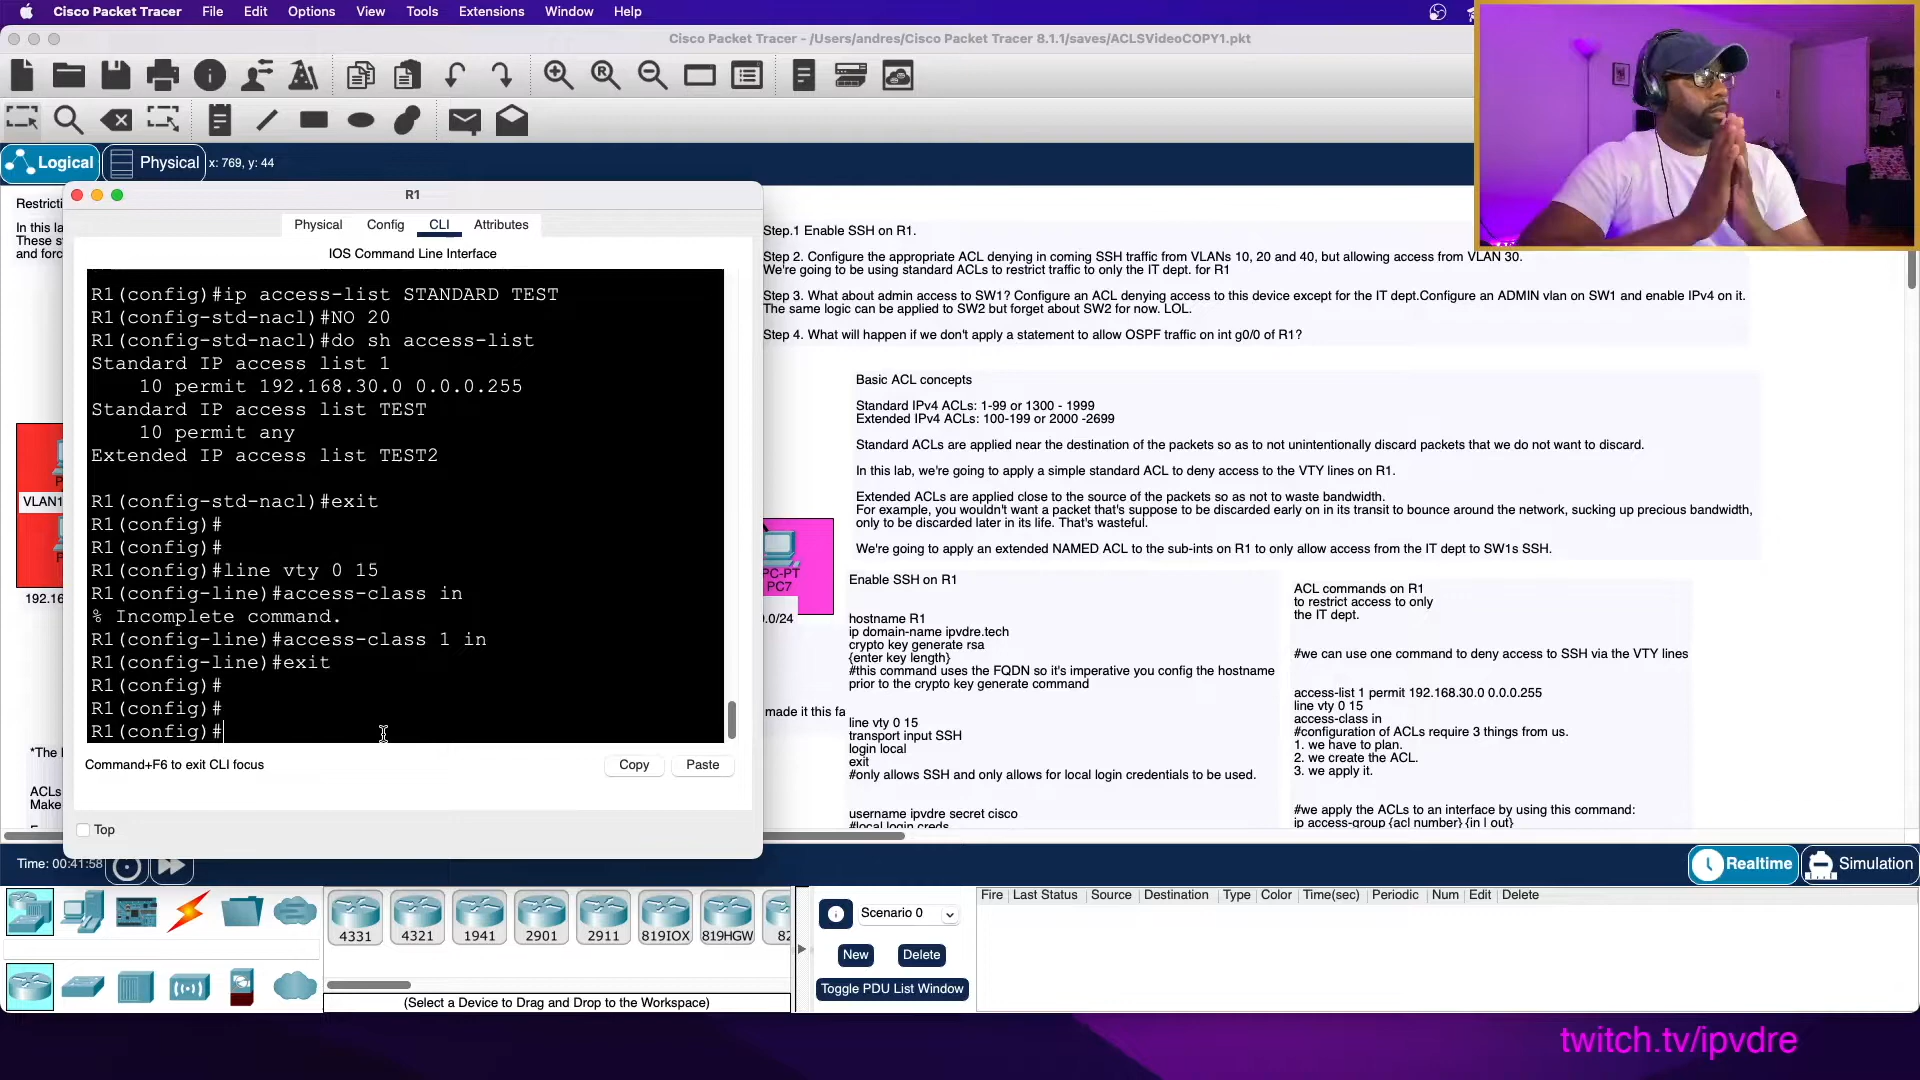 Cisco Packet Tracer File Edit Options View Tools Extensions Window Help
Cisco Packet Tracer - /Users/andres/Cisco Packet Tracer 8.1.1/saves/ACLSVideoCOPY1.pkt
Logical Physical x: 769, y: 44
Restricti
In this la
These s
and forc
R1
Physical Config CLI Attributes
IOS Command Line Interface
R1(config)#ip access-list STANDARD TEST
R1(config-std-nacl)#NO 20
R1(config-std-nacl)#do sh access-list
Standard IP access list 1
10 permit 192.168.30.0 0.0.0.255
Standard IP access list TEST
10 permit any
Extended IP access list TEST2
R1(config-std-nacl)#exit
R1(config)#
R1(config)#
R1(config)#line vty 0 15
R1(config-line)#access-class in
% Incomplete command.
R1(config-line)#access-class 1 in
R1(config-line)#exit
R1(config)#
R1(config)#
R1(config)#
Command+F6 to exit CLI focus
Copy Paste
Top
VLAN1
192.16
*The l
ACLs
Make
Step.1 Enable SSH on R1.
Step 2. Configure the appropriate ACL denying in coming SSH traffic from VLANs 10, 20 and 40, but allowing access from VLAN 30.
We're going to be using standard ACLs to restrict traffic to only the IT dept. for R1
Step 3. What about admin access to SW1? Configure an ACL denying access to this device except for the IT dept.Configure an ADMIN vlan on SW1 and enable IPv4 on it.
The same logic can be applied to SW2 but forget about SW2 for now. LOL.
Step 4. What will happen if we don't apply a statement to allow OSPF traffic on int g0/0 of R1?
Basic ACL concepts
Standard IPv4 ACLs: 1-99 or 1300 - 1999
Extended IPv4 ACLs: 100-199 or 2000 -2699
Standard ACLs are applied near the destination of the packets so as to not unintentionally discard packets that we do not want to discard.
In this lab, we're going to apply a simple standard ACL to deny access to the VTY lines on R1.
Extended ACLs are applied close to the source of the packets so as not to waste bandwidth.
For example, you wouldn't want a packet that's suppose to be discarded early on in its transit to bounce around the network, sucking up precious bandwidth,
only to be discarded later in its life. That's wasteful.
We're going to apply an extended NAMED ACL to the sub-ints on R1 to only allow access from the IT dept to SW1s SSH.
PC-PT
PC7
.0.0/24
made it this fa
Enable SSH on R1
hostname R1
ip domain-name ipvdre.tech
crypto key generate rsa
{enter key length}
#this command uses the FQDN so it's imperative you config the hostname
prior to the crypto key generate command
line vty 0 15
transport input SSH
login local
exit
#only allows SSH and only allows for local login credentials to be used.
username ipvdre secret cisco
#local login creds
ACL commands on R1
to restrict access to only
the IT dept.
#we can use one command to deny access to SSH via the VTY lines
access-list 1 permit 192.168.30.0 0.0.0.255
line vty 0 15
access-class in
#configuration of ACLs require 3 things from us.
1. we have to plan.
2. we create the ACL.
3. we apply it.
#we apply the ACLs to an interface by using this command:
ip access-group {acl number} {in | out}
Time: 00:41:58
Realtime Simulation
4331 4321 1941 2901 2911 819IOX 819HGW 82
(Select a Device to Drag and Drop to the Workspace)
Scenario 0
New Delete
Toggle PDU List Window
Fire Last Status Source Destination Type Color Time(sec) Periodic Num Edit Delete
twitch.tv/ipvdre